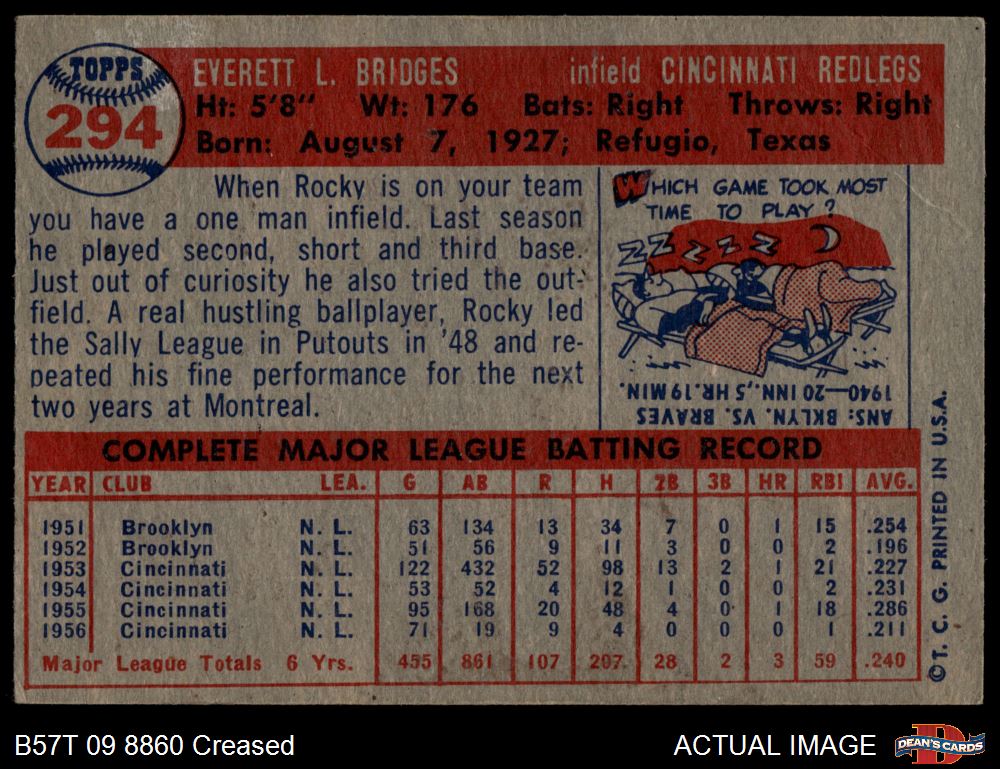 TOPPS
294
EVERETT L. BRIDGES infield CINCINNATI REDLEGS
Ht: 5'8" Wt: 176 Bats: Right Throws: Right
Born: August 7, 1927; Refugio, Texas
When Rocky is on your team
you have a one man infield. Last season
he played second, short and third base.
Just out of curiosity he also tried the out-
field. A real hustling ballplayer, Rocky led
the Sally League in Putouts in '48 and re-
peated his fine performance for the next
two years at Montreal.
WHICH GAME TOOK MOST
TIME TO PLAY?
ZZ Z Z Z
ANS: BKLYN. VS. BRAVES
1940—20 INN., 5 HR. 19 MIN.
COMPLETE MAJOR LEAGUE BATTING RECORD
YEAR CLUB LEA. G AB R H 2B 3B HR RBI AVG.
1951 Brooklyn N. L. 63 134 13 34 7 0 1 15 .254
1952 Brooklyn N. L. 51 56 9 11 3 0 0 2 .196
1953 Cincinnati N. L. 122 432 52 98 13 2 1 21 .227
1954 Cincinnati N. L. 53 52 4 12 1 0 0 2 .231
1955 Cincinnati N. L. 95 168 20 48 4 0 1 18 .286
1956 Cincinnati N. L. 71 19 9 4 0 0 0 1 .211
Major League Totals 6 Yrs. 455 861 107 207 28 2 3 59 .240
©T. C. G. PRINTED IN U.S.A.
B57T 09 8860 Creased
ACTUAL IMAGE
DEAN'S CARDS